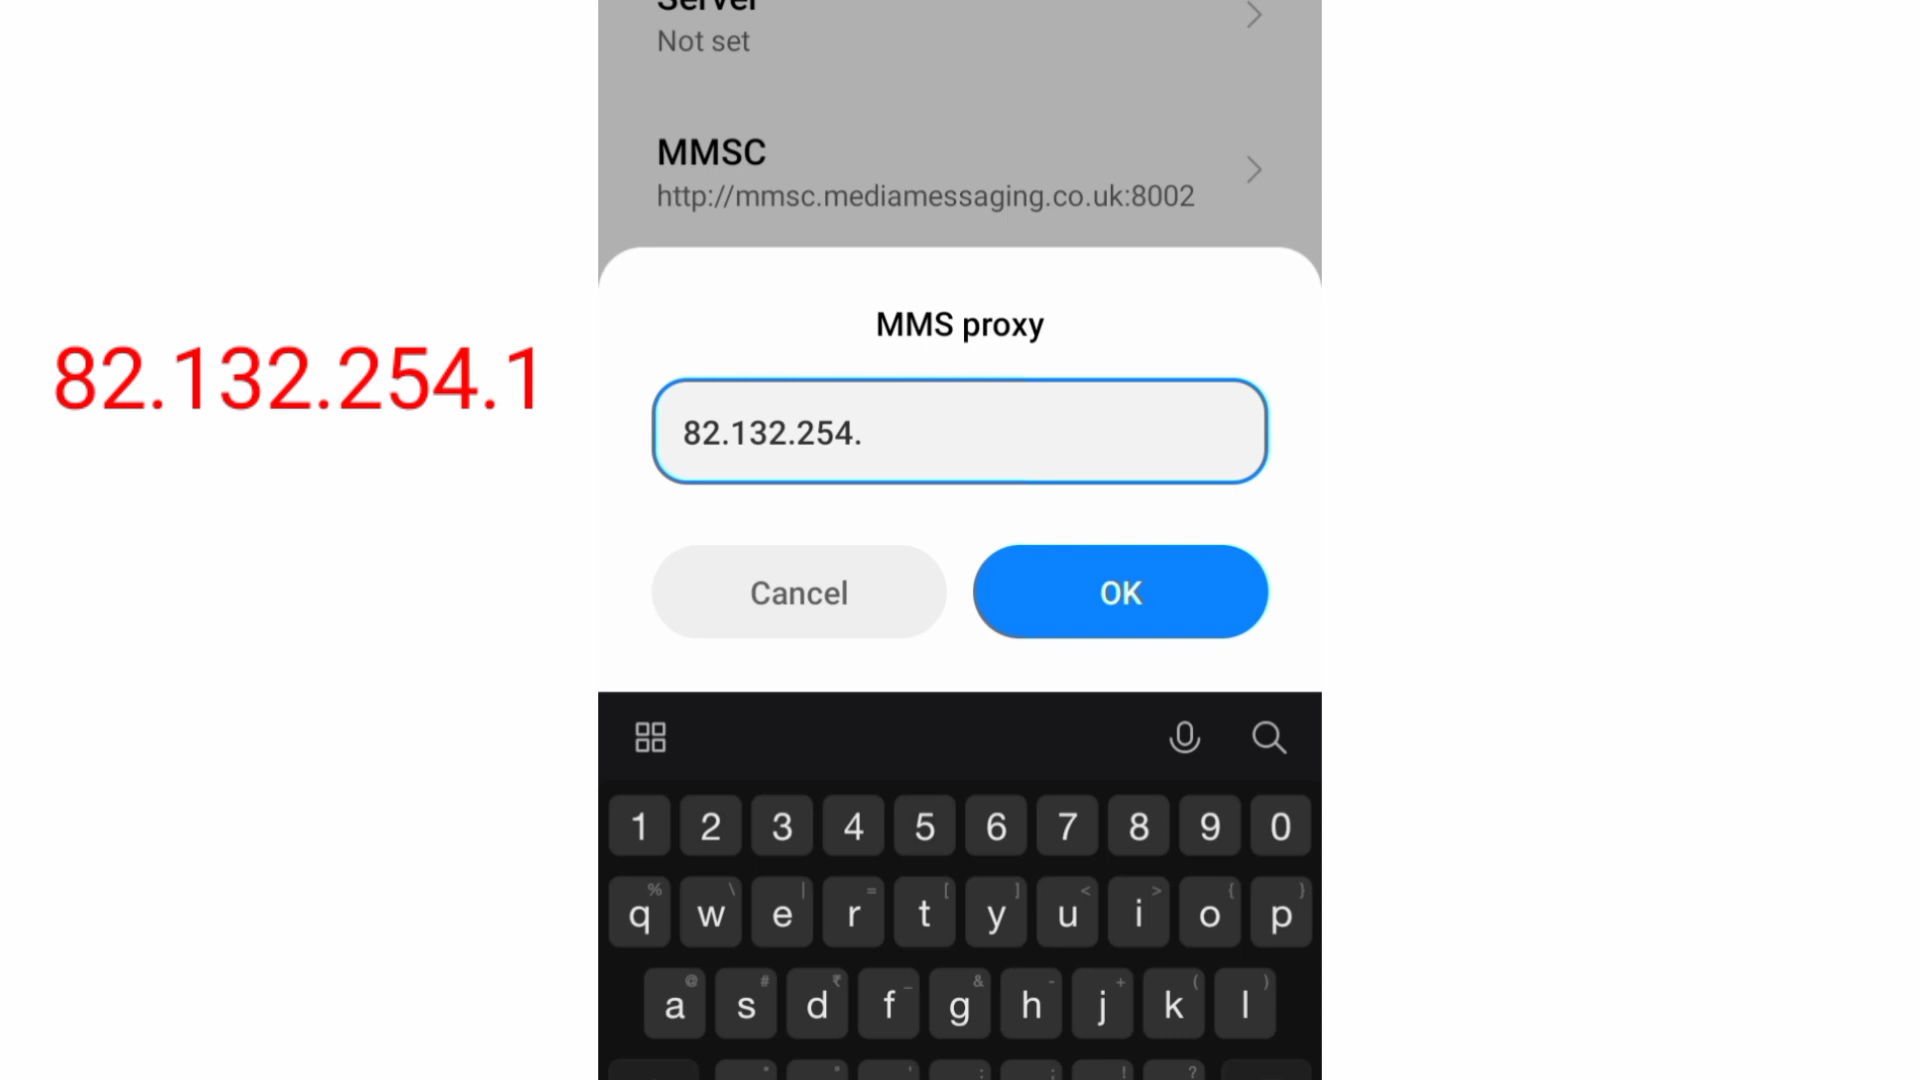 Server
Not set
MMSC
http://mmsc.mediamessaging.co.uk:8002
MMS proxy
82.132.254.1
82.132.254.
Cancel
OK
1 2 3 4 5 6 7 8 9 0
% \ | = [ ] < > { }
q w e r t y u i o p
@ # ₹ _ & - + ( )
a s d f g h j k l
* " ' : ; ! ?